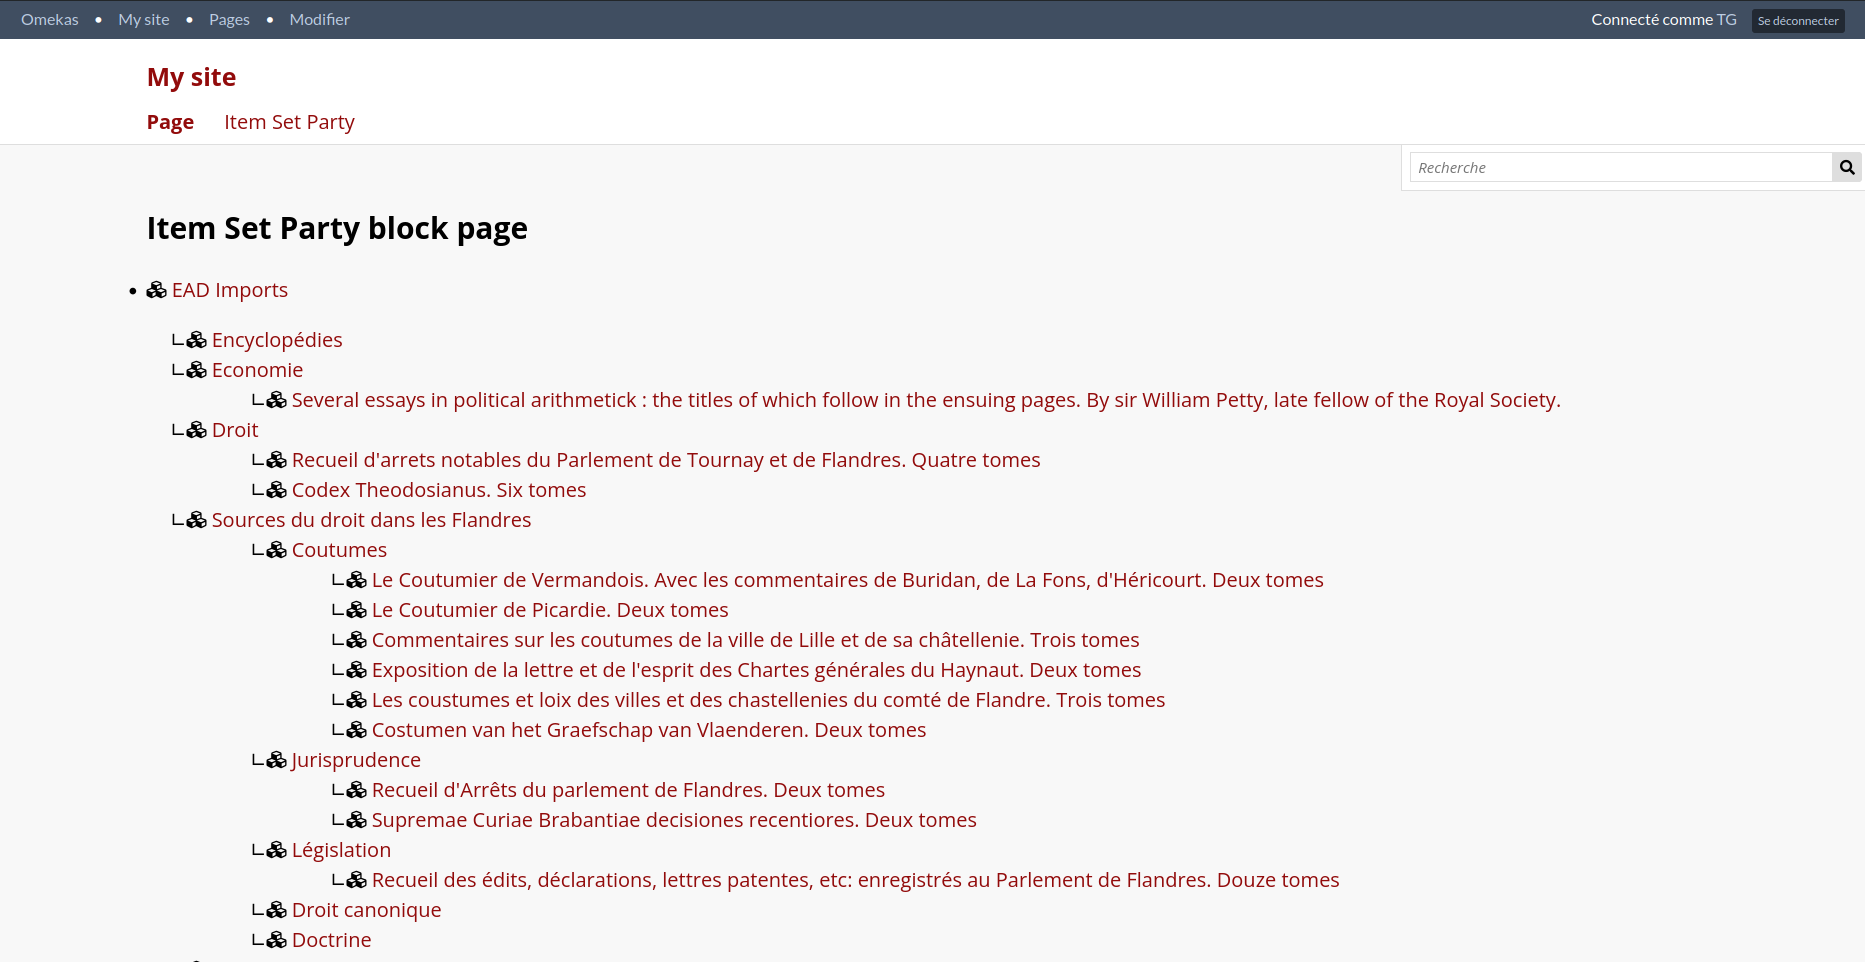 Omekas • My site • Pages • Modifier Connecté comme TG Se déconnecter
My site
Page Item Set Party
Recherche
Item Set Party block page
• EAD Imports
Encyclopédies
Economie
Several essays in political arithmetick : the titles of which follow in the ensuing pages. By sir William Petty, late fellow of the Royal Society.
Droit
Recueil d'arrets notables du Parlement de Tournay et de Flandres. Quatre tomes
Codex Theodosianus. Six tomes
Sources du droit dans les Flandres
Coutumes
Le Coutumier de Vermandois. Avec les commentaires de Buridan, de La Fons, d'Héricourt. Deux tomes
Le Coutumier de Picardie. Deux tomes
Commentaires sur les coutumes de la ville de Lille et de sa châtellenie. Trois tomes
Exposition de la lettre et de l'esprit des Chartes générales du Haynaut. Deux tomes
Les coustumes et loix des villes et des chastellenies du comté de Flandre. Trois tomes
Costumen van het Graefschap van Vlaenderen. Deux tomes
Jurisprudence
Recueil d'Arrêts du parlement de Flandres. Deux tomes
Supremae Curiae Brabantiae decisiones recentiores. Deux tomes
Législation
Recueil des édits, déclarations, lettres patentes, etc: enregistrés au Parlement de Flandres. Douze tomes
Droit canonique
Doctrine